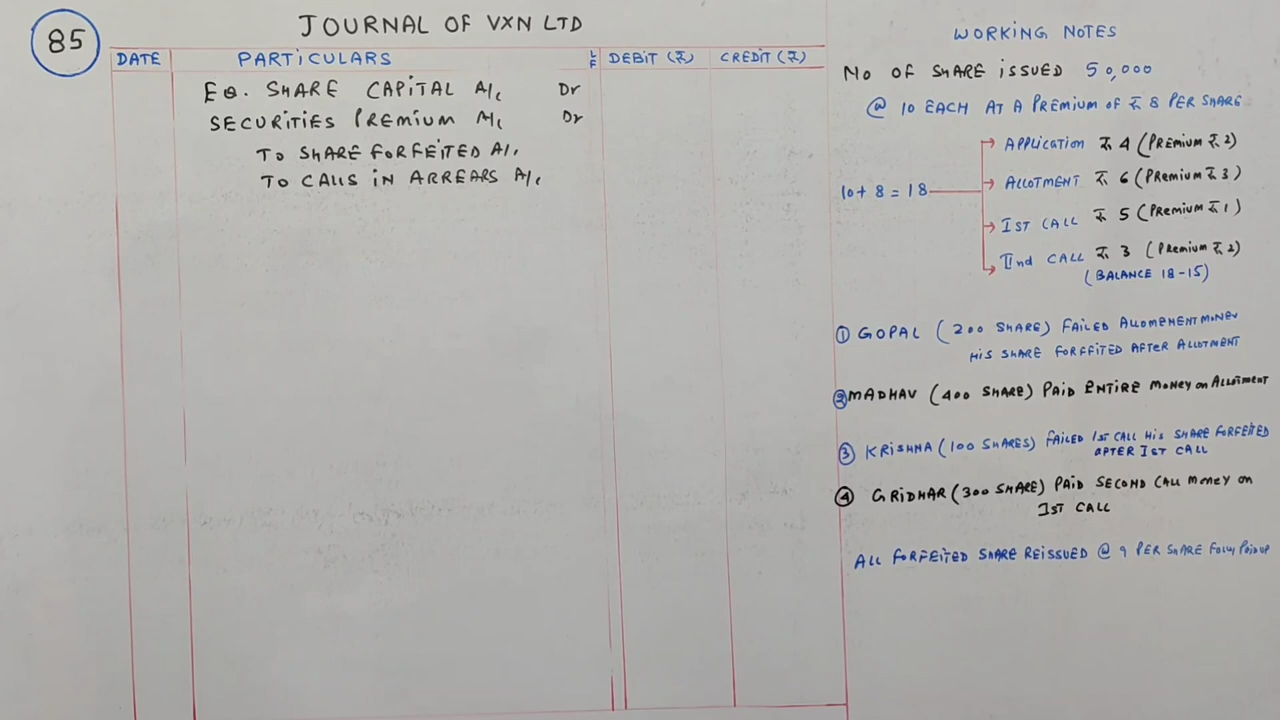 85
JOURNAL OF VXN LTD
DATE PARTICULARS LF DEBIT (₹) CREDIT (₹)
EQ. SHARE CAPITAL A/c Dr
SECURITIES PREMIUM A/c Dr
TO SHARE FORFEITED A/c
TO CALLS IN ARREARS A/c
WORKING NOTES
No OF SHARE ISSUED 50,000
@ 10 EACH AT A PREMIUM OF ₹ 8 PER SHARE
10+ 8 = 18
APPLICATION ₹ 4 (PREMIUM ₹ 2)
ALLOTMENT ₹ 6 (PREMIUM ₹ 3)
IST CALL ₹ 5 (PREMIUM ₹ 1)
IInd CALL ₹ 3 (PREMIUM ₹ 2)
(BALANCE 18-15)
① GOPAL (200 SHARE) FAILED ALLOMENENT MONEY
HIS SHARE FORFFITED AFTER ALLOTMENT
② MADHAV (400 SHARE) PAID ENTIRE MONEY on ALLOTMENT
③ KRISHNA (100 SHARES) FAILED IST CALL HIS SHARE FORFEITED
AFTER IST CALL
④ GRIDHAR (300 SHARE) PAID SECOND CALL MONEY on
IST CALL
ALL FORFEITED SHARE REISSUED @ 9 PER SHARE FULLY PAID UP